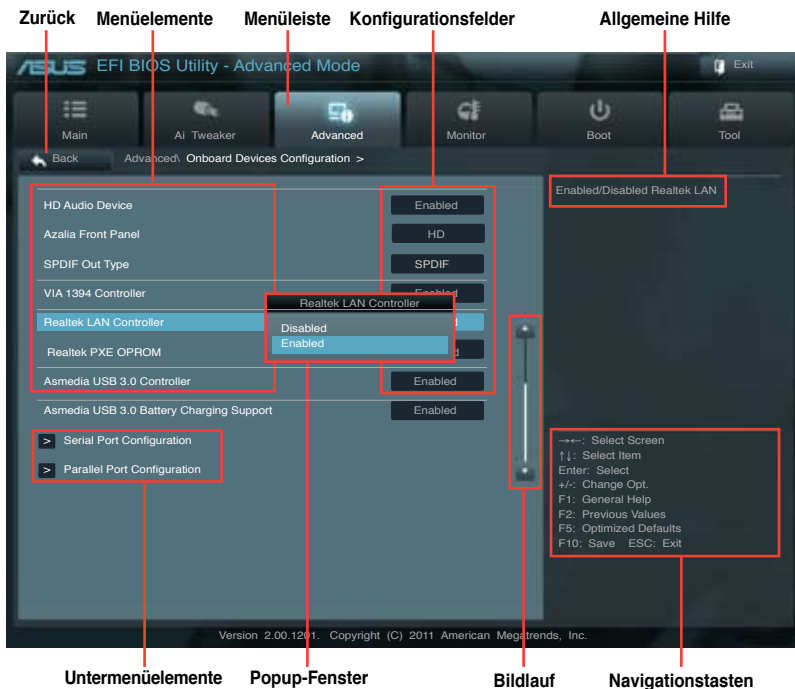 Zurück Menüelemente Menüleiste Konfigurationsfelder Allgemeine Hilfe
ASUS EFI BIOS Utility - Advanced Mode Exit
Main Ai Tweaker Advanced Monitor Boot Tool
Back Advanced\ Onboard Devices Configuration >
Enabled/Disabled Realtek LAN
HD Audio Device Enabled
Azalia Front Panel HD
SPDIF Out Type SPDIF
VIA 1394 Controller
Realtek LAN Controller
Realtek LAN Controller
Disabled
Enabled
Realtek PXE OPROM
Asmedia USB 3.0 Controller Enabled
Asmedia USB 3.0 Battery Charging Support Enabled
> Serial Port Configuration
> Parallel Port Configuration
→←: Select Screen
↑↓: Select Item
Enter: Select
+/-: Change Opt.
F1: General Help
F2: Previous Values
F5: Optimized Defaults
F10: Save ESC: Exit
Version 2.00.1201. Copyright (C) 2011 American Megatrends, Inc.
Untermenüelemente Popup-Fenster Bildlauf Navigationstasten